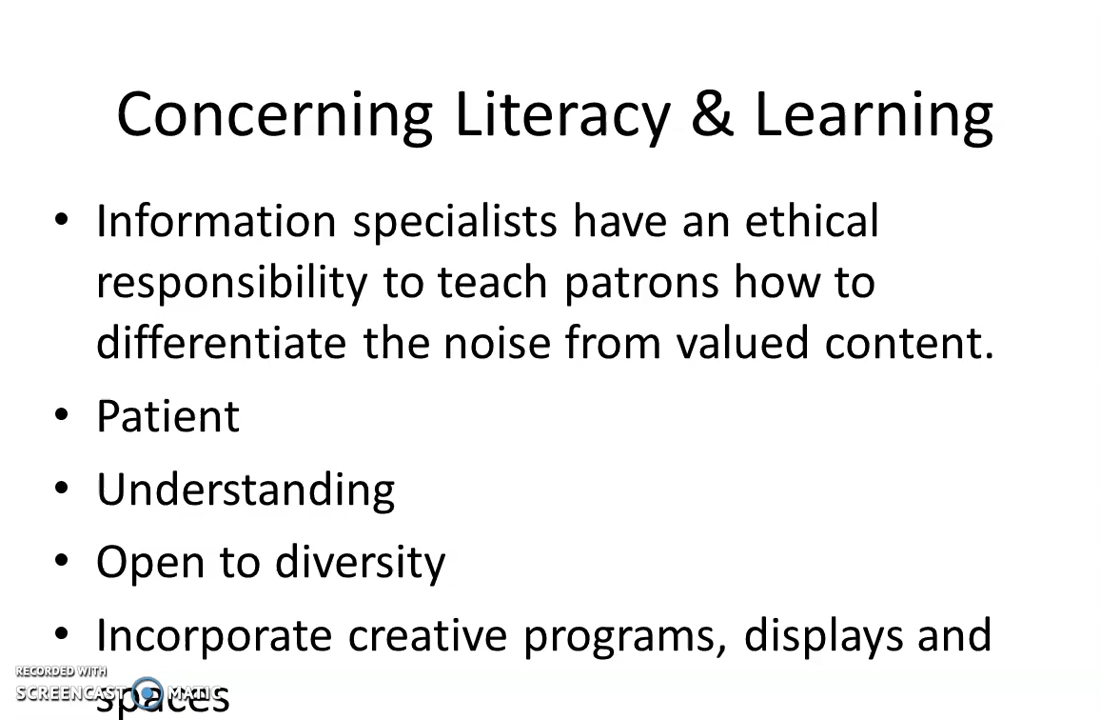 Concerning Literacy & Learning
• Information specialists have an ethical
responsibility to teach patrons how to
differentiate the noise from valued content.
• Patient
• Understanding
• Open to diversity
• Incorporate creative programs, displays and
spaces
RECORDED WITH
SCREENCAST MATIC